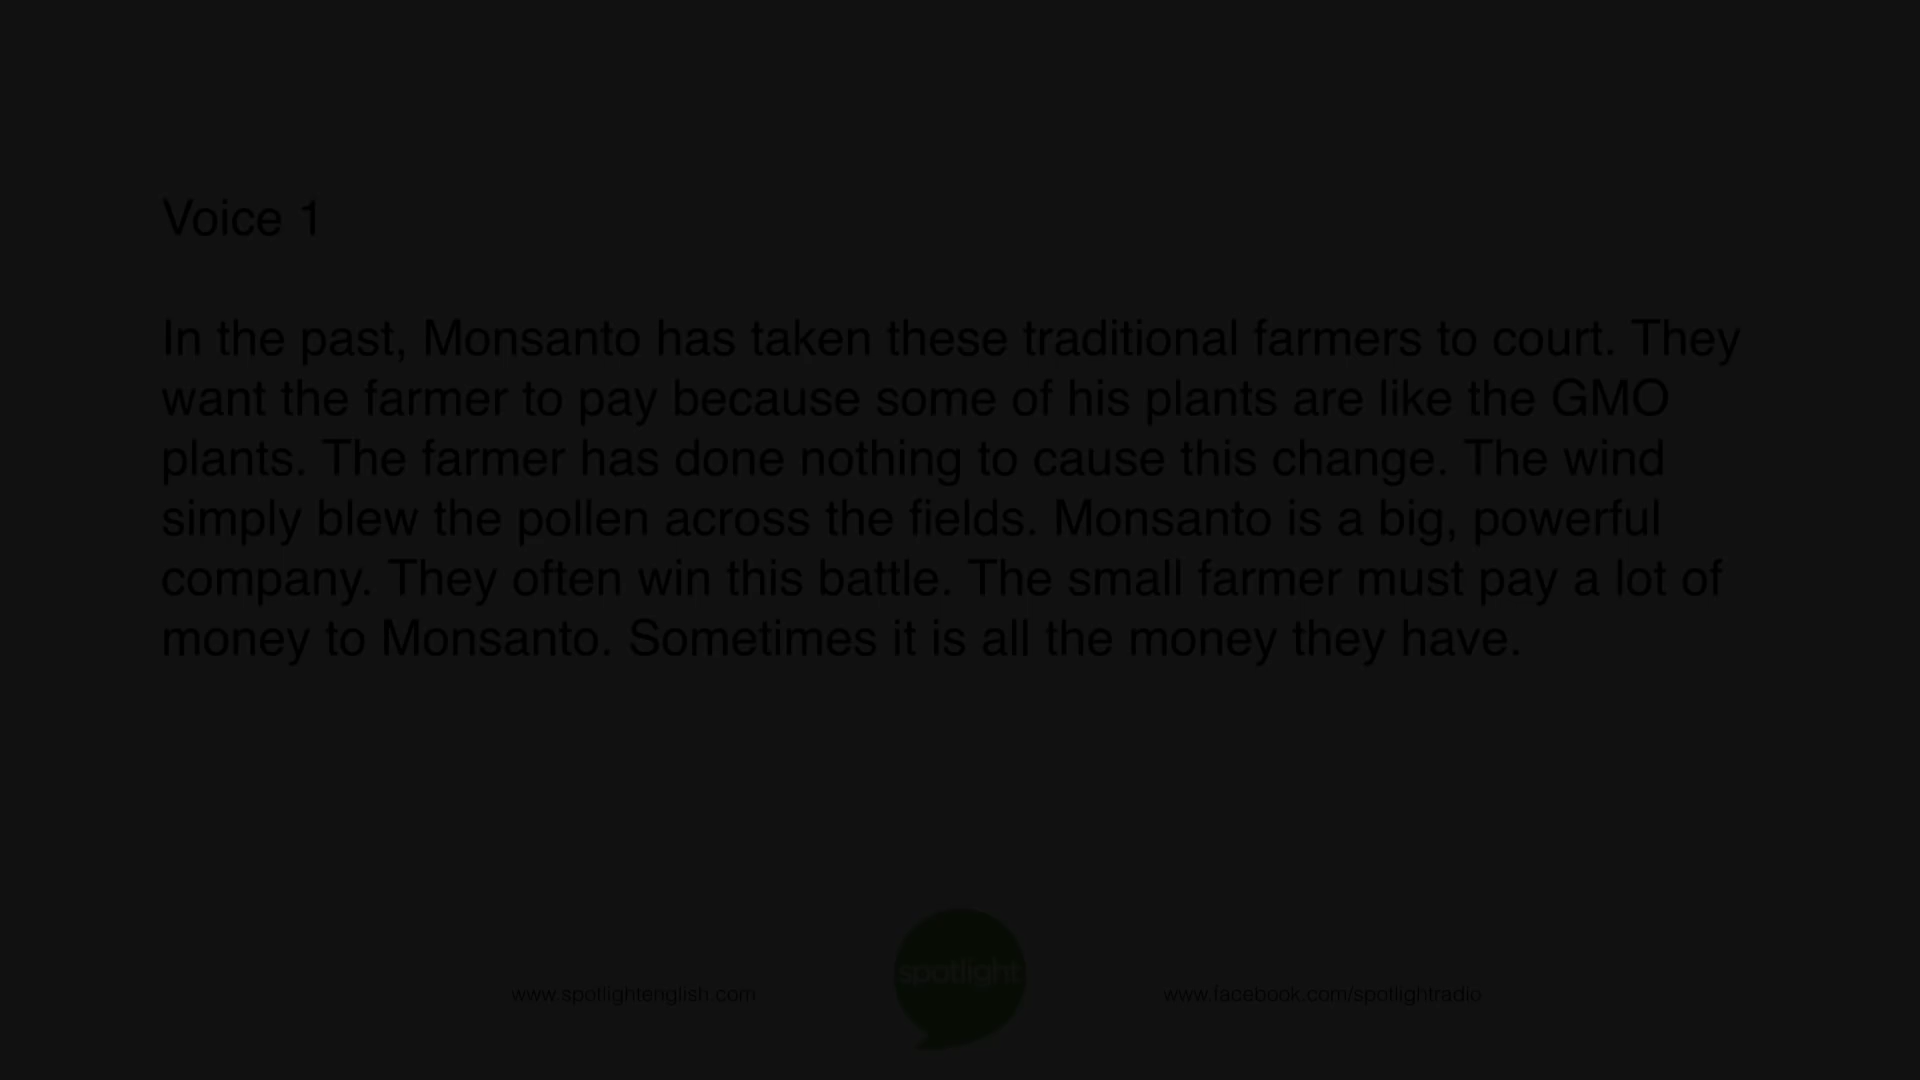 Voice 1
In the past, Monsanto has taken these traditional farmers to court. They
want the farmer to pay because some of his plants are like the GMO
plants. The farmer has done nothing to cause this change. The wind
simply blew the pollen across the fields. Monsanto is a big, powerful
company. They often win this battle. The small farmer must pay a lot of
money to Monsanto. Sometimes it is all the money they have.
spotlight
www.spotlightenglish.com
www.facebook.com/spotlightradio